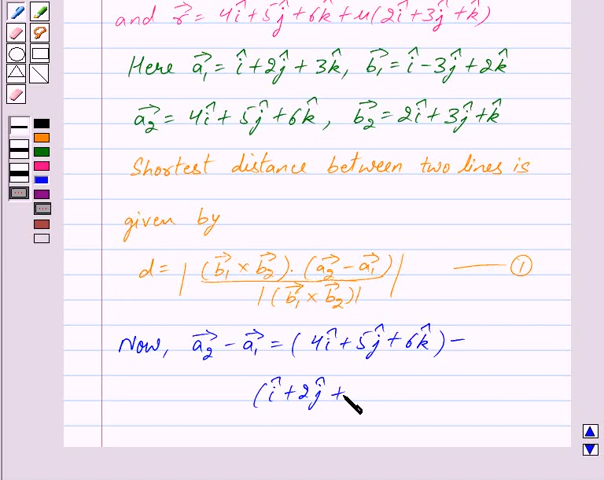 and r⃗ = 4î + 5ĵ + 6k̂ + μ(2î + 3ĵ + k̂)
Here a⃗₁ = î + 2ĵ + 3k̂, b⃗₁ = î - 3ĵ + 2k̂
a⃗₂ = 4î + 5ĵ + 6k̂, b⃗₂ = 2î + 3ĵ + k̂
Shortest distance between two lines is
given by
d = | (b⃗₁ × b⃗₂) . (a⃗₂ - a⃗₁) / |(b⃗₁ × b⃗₂)| | —— ①
Now, a⃗₂ - a⃗₁ = (4î + 5ĵ + 6k̂) -
(î + 2ĵ +